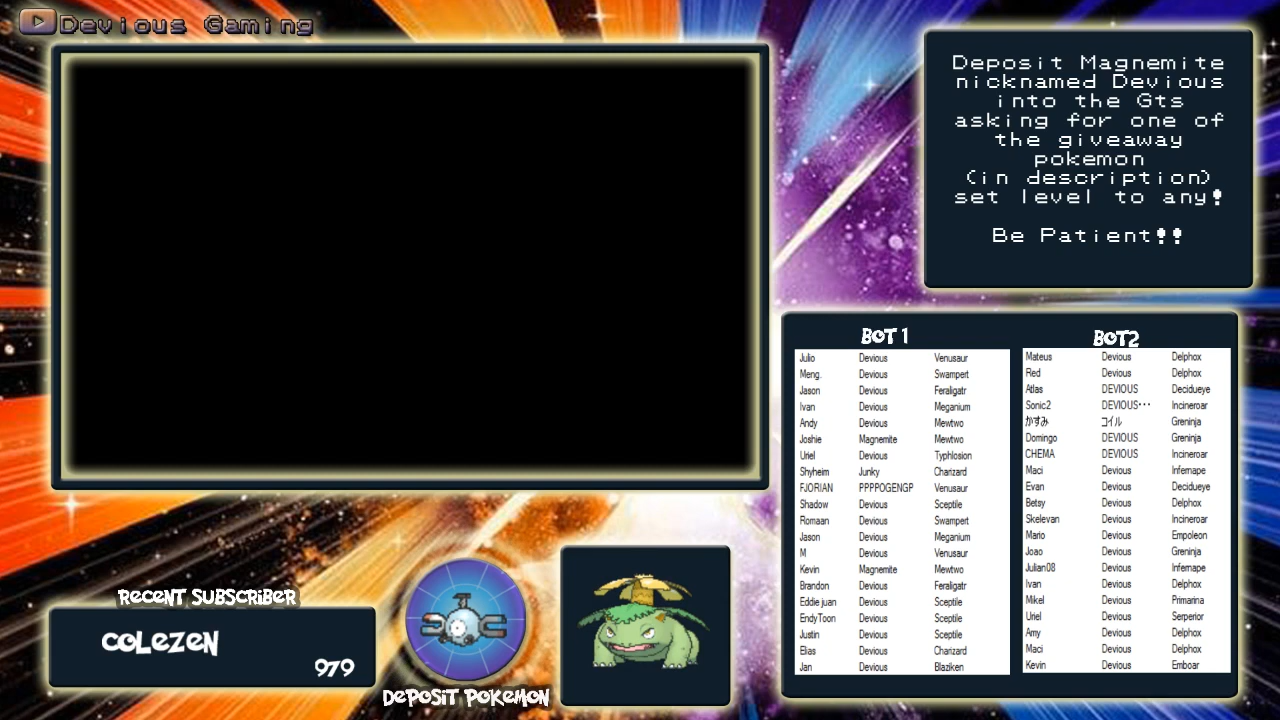 Devious Gaming
Deposit Magnemite
nicknamed Devious
into the Gts
asking for one of
the giveaway
pokemon
(in description)
set level to any!
Be Patient!!
BOT 1
Julio Devious Venusaur
Meng. Devious Swampert
Jason Devious Feraligatr
Ivan Devious Meganium
Andy Devious Mewtwo
Joshie Magnemite Mewtwo
Uriel Devious Typhlosion
Shyheim Junky Charizard
FJORIAN PPPPOGENGP Venusaur
Shadow Devious Sceptile
Romaan Devious Swampert
Jason Devious Meganium
M Devious Venusaur
Kevin Magnemite Mewtwo
Brandon Devious Feraligatr
Eddie juan Devious Sceptile
EndyToon Devious Sceptile
Justin Devious Sceptile
Elias Devious Charizard
Jan Devious Blaziken
BOT2
Mateus Devious Delphox
Red Devious Delphox
Atlas DEVIOUS Decidueye
Sonic2 DEVIOUS··· Incineroar
かすみ コイル Greninja
Domingo DEVIOUS Greninja
CHEMA DEVIOUS Incineroar
Maci Devious Infernape
Evan Devious Decidueye
Betsy Devious Delphox
Skelevan Devious Incineroar
Mario Devious Empoleon
Joao Devious Greninja
Julian08 Devious Infernape
Ivan Devious Delphox
Mikel Devious Primarina
Uriel Devious Serperior
Amy Devious Delphox
Maci Devious Delphox
Kevin Devious Emboar
RECENT SUBSCRIBER
COLEZEN
979
DEPOSIT POKEMON